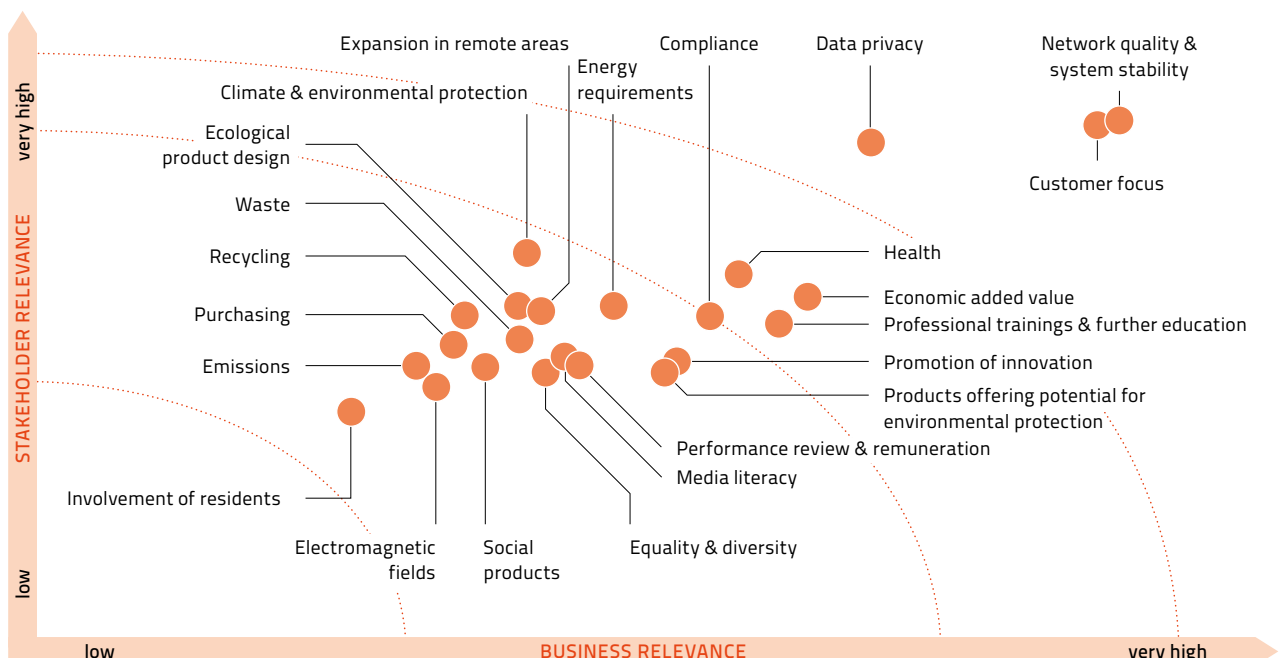 Expansion in remote areas
Compliance
Data privacy
Network quality &
system stability
Energy
requirements
Climate & environmental protection
Ecological
product design
Waste
Recycling
Purchasing
Emissions
Involvement of residents
Electromagnetic
fields
Social
products
Equality & diversity
Media literacy
Performance review & remuneration
Customer focus
Health
Economic added value
Professional trainings & further education
Promotion of innovation
Products offering potential for
environmental protection
very high
STAKEHOLDER RELEVANCE
low
low
BUSINESS RELEVANCE
very high